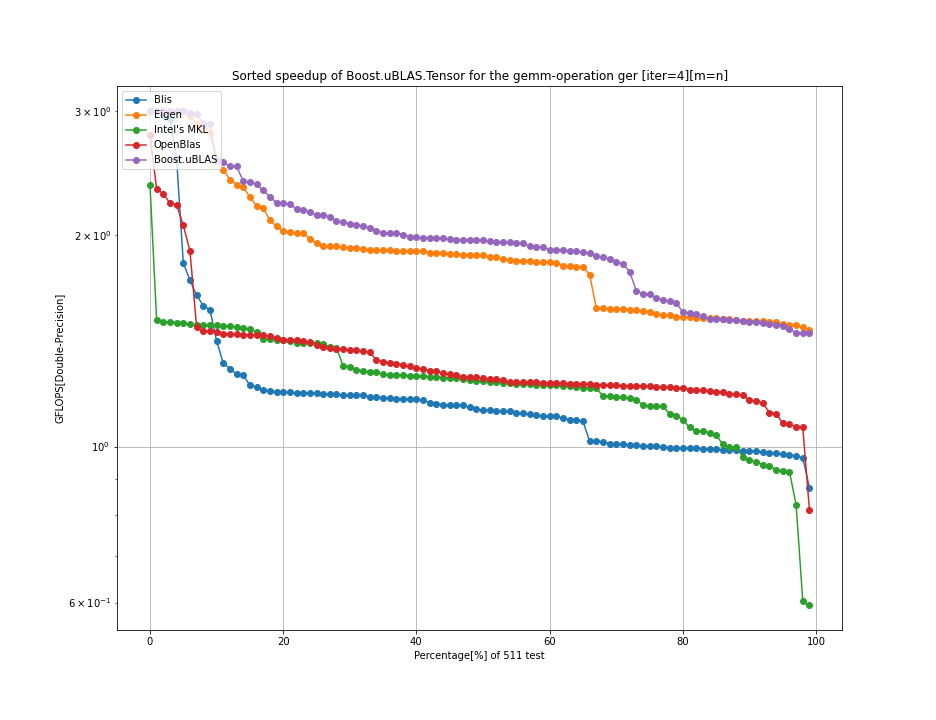 Sorted speedup of Boost.uBLAS.Tensor for the gemm-operation ger [iter=4][m=n]
Blis
Eigen
Intel's MKL
OpenBlas
Boost.uBLAS
3 × 10⁰
2 × 10⁰
10⁰
6 × 10⁻¹
GFLOPS[Double-Precision]
0 20 40 60 80 100
Percentage[%] of 511 test